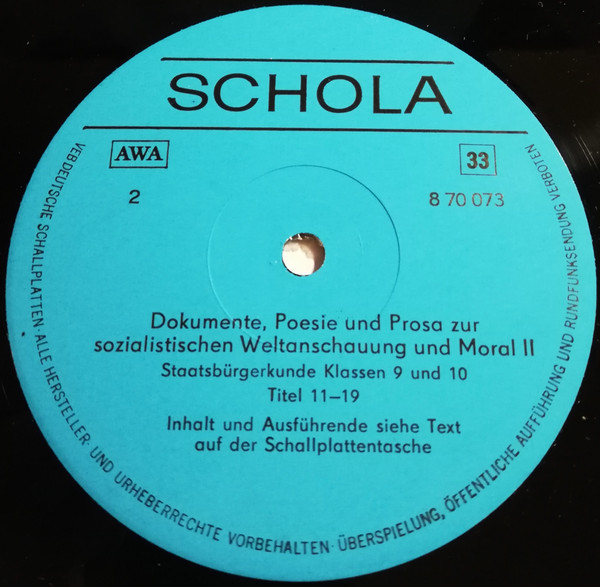 SCHOLA
AWA
33
2
8 70 073
Dokumente, Poesie und Prosa zur
sozialistischen Weltanschauung und Moral II
Staatsbürgerkunde Klassen 9 und 10
Titel 11–19
Inhalt und Ausführende siehe Text
auf der Schallplattentasche
VEB DEUTSCHE SCHALLPLATTEN · ALLE HERSTELLER- UND URHEBERRECHTE VORBEHALTEN · ÜBERSPIELUNG, ÖFFENTLICHE AUFFÜHRUNG UND RUNDFUNKSENDUNG VERBOTEN